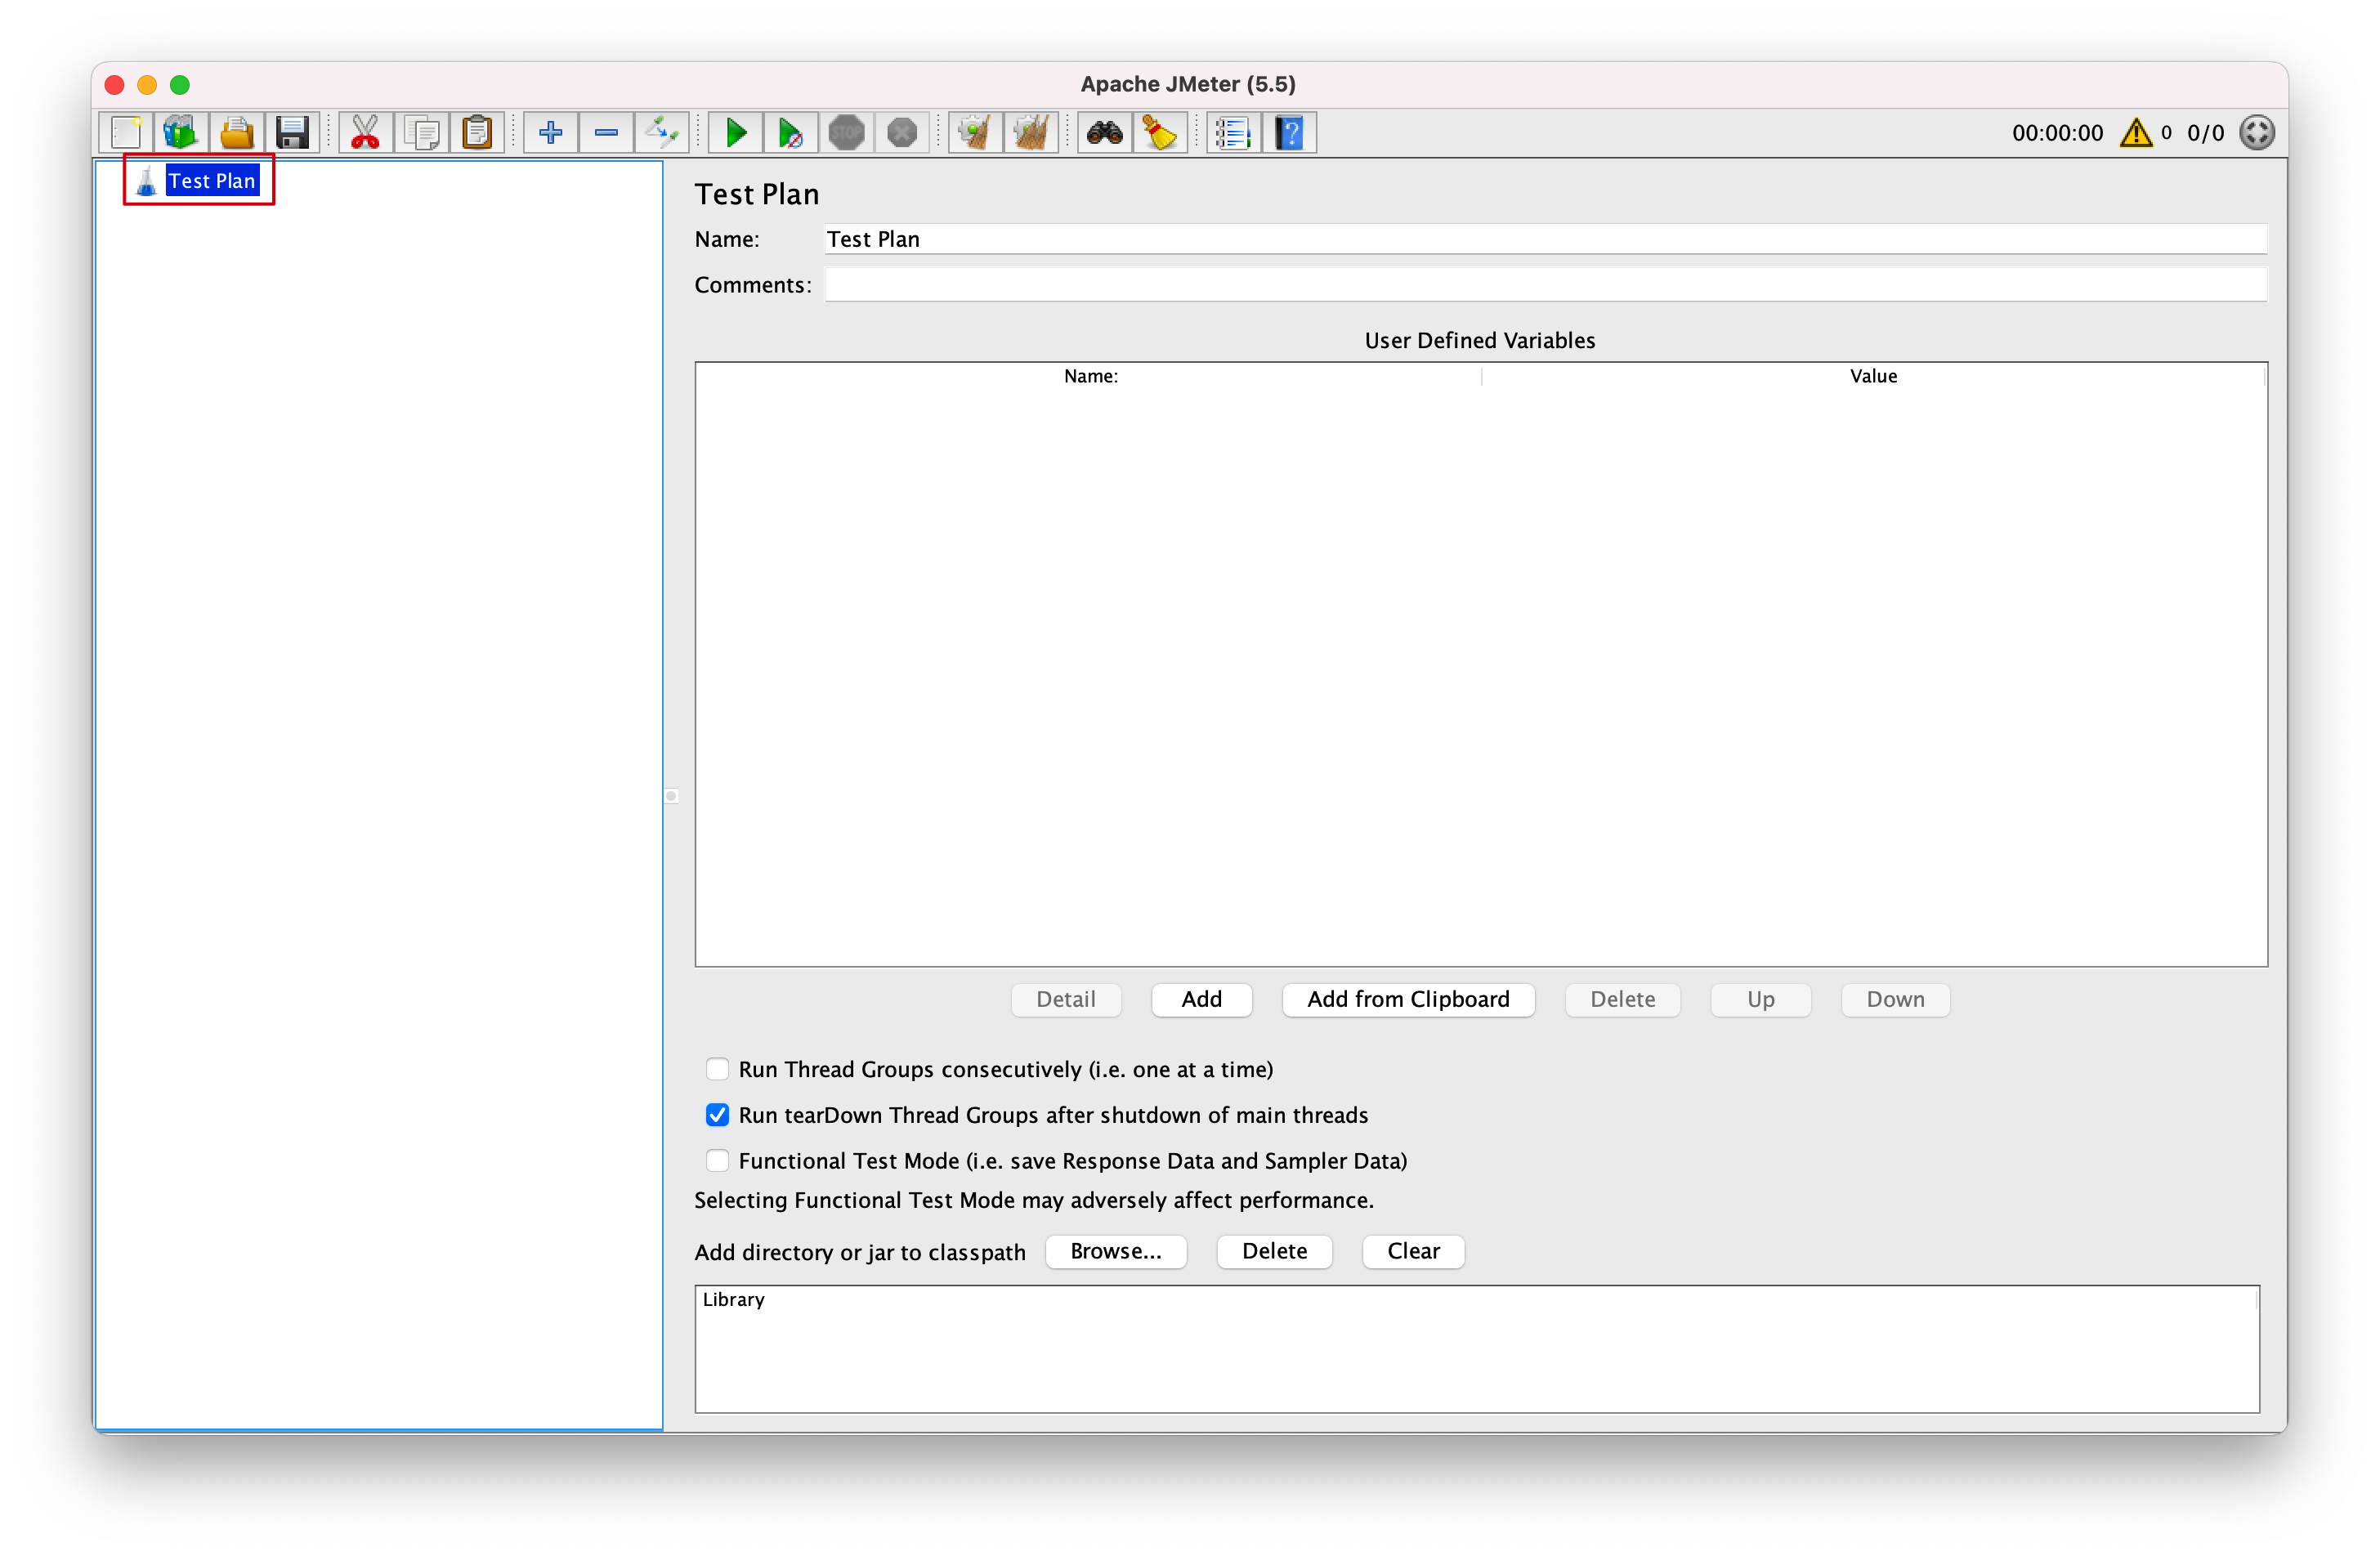 Apache JMeter (5.5)
STOP
00:00:00 0 0/0
Test Plan
Test Plan
Name: Test Plan
Comments:
User Defined Variables
Name: Value
Detail Add Add from Clipboard Delete Up Down
Run Thread Groups consecutively (i.e. one at a time)
Run tearDown Thread Groups after shutdown of main threads
Functional Test Mode (i.e. save Response Data and Sampler Data)
Selecting Functional Test Mode may adversely affect performance.
Add directory or jar to classpath Browse... Delete Clear
Library